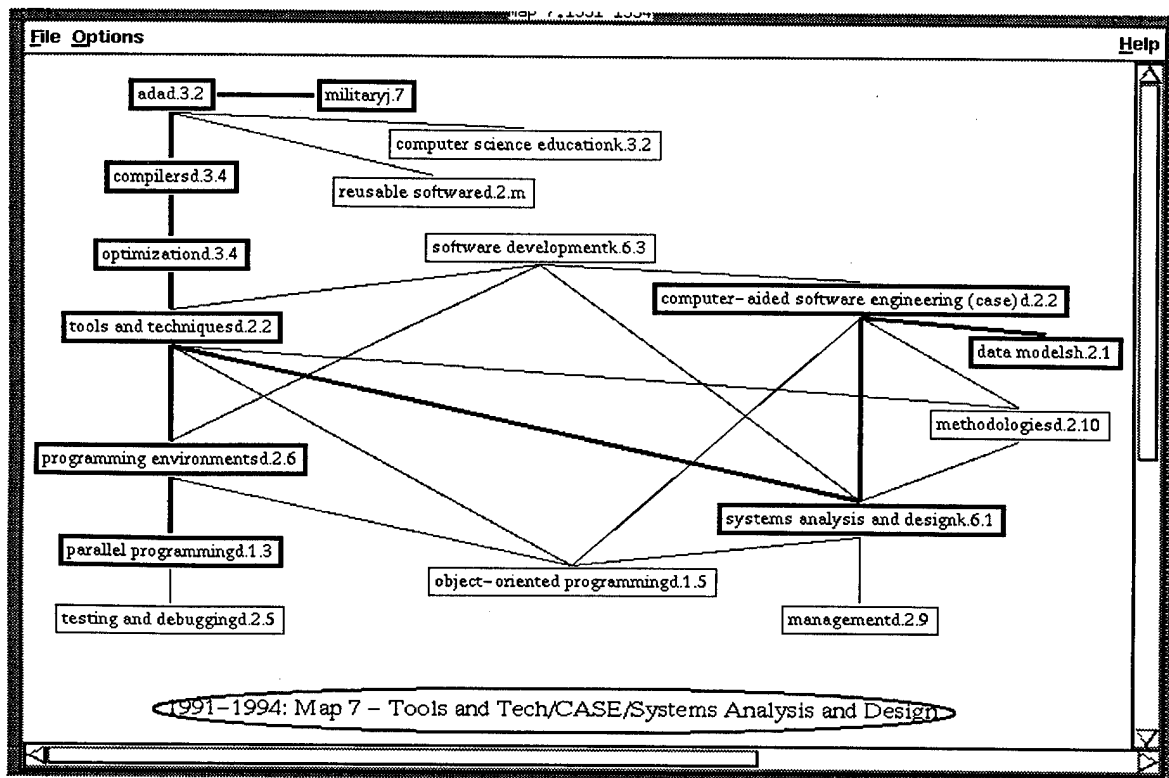 Map 7:1991-1994
File Options
Help
adad.3.2
militaryj.7
computer science educationk.3.2
compilersd.3.4
reusable softwared.2.m
optimizationd.3.4
software developmentk.6.3
computer-aided software engineering (case) d.2.2
tools and techniquesd.2.2
data modelsh.2.1
methodologiesd.2.10
programming environmentsd.2.6
systems analysis and designk.6.1
parallel programmingd.1.3
object-oriented programmingd.1.5
testing and debuggingd.2.5
managementd.2.9
1991-1994: Map 7 - Tools and Tech/CASE/Systems Analysis and Design